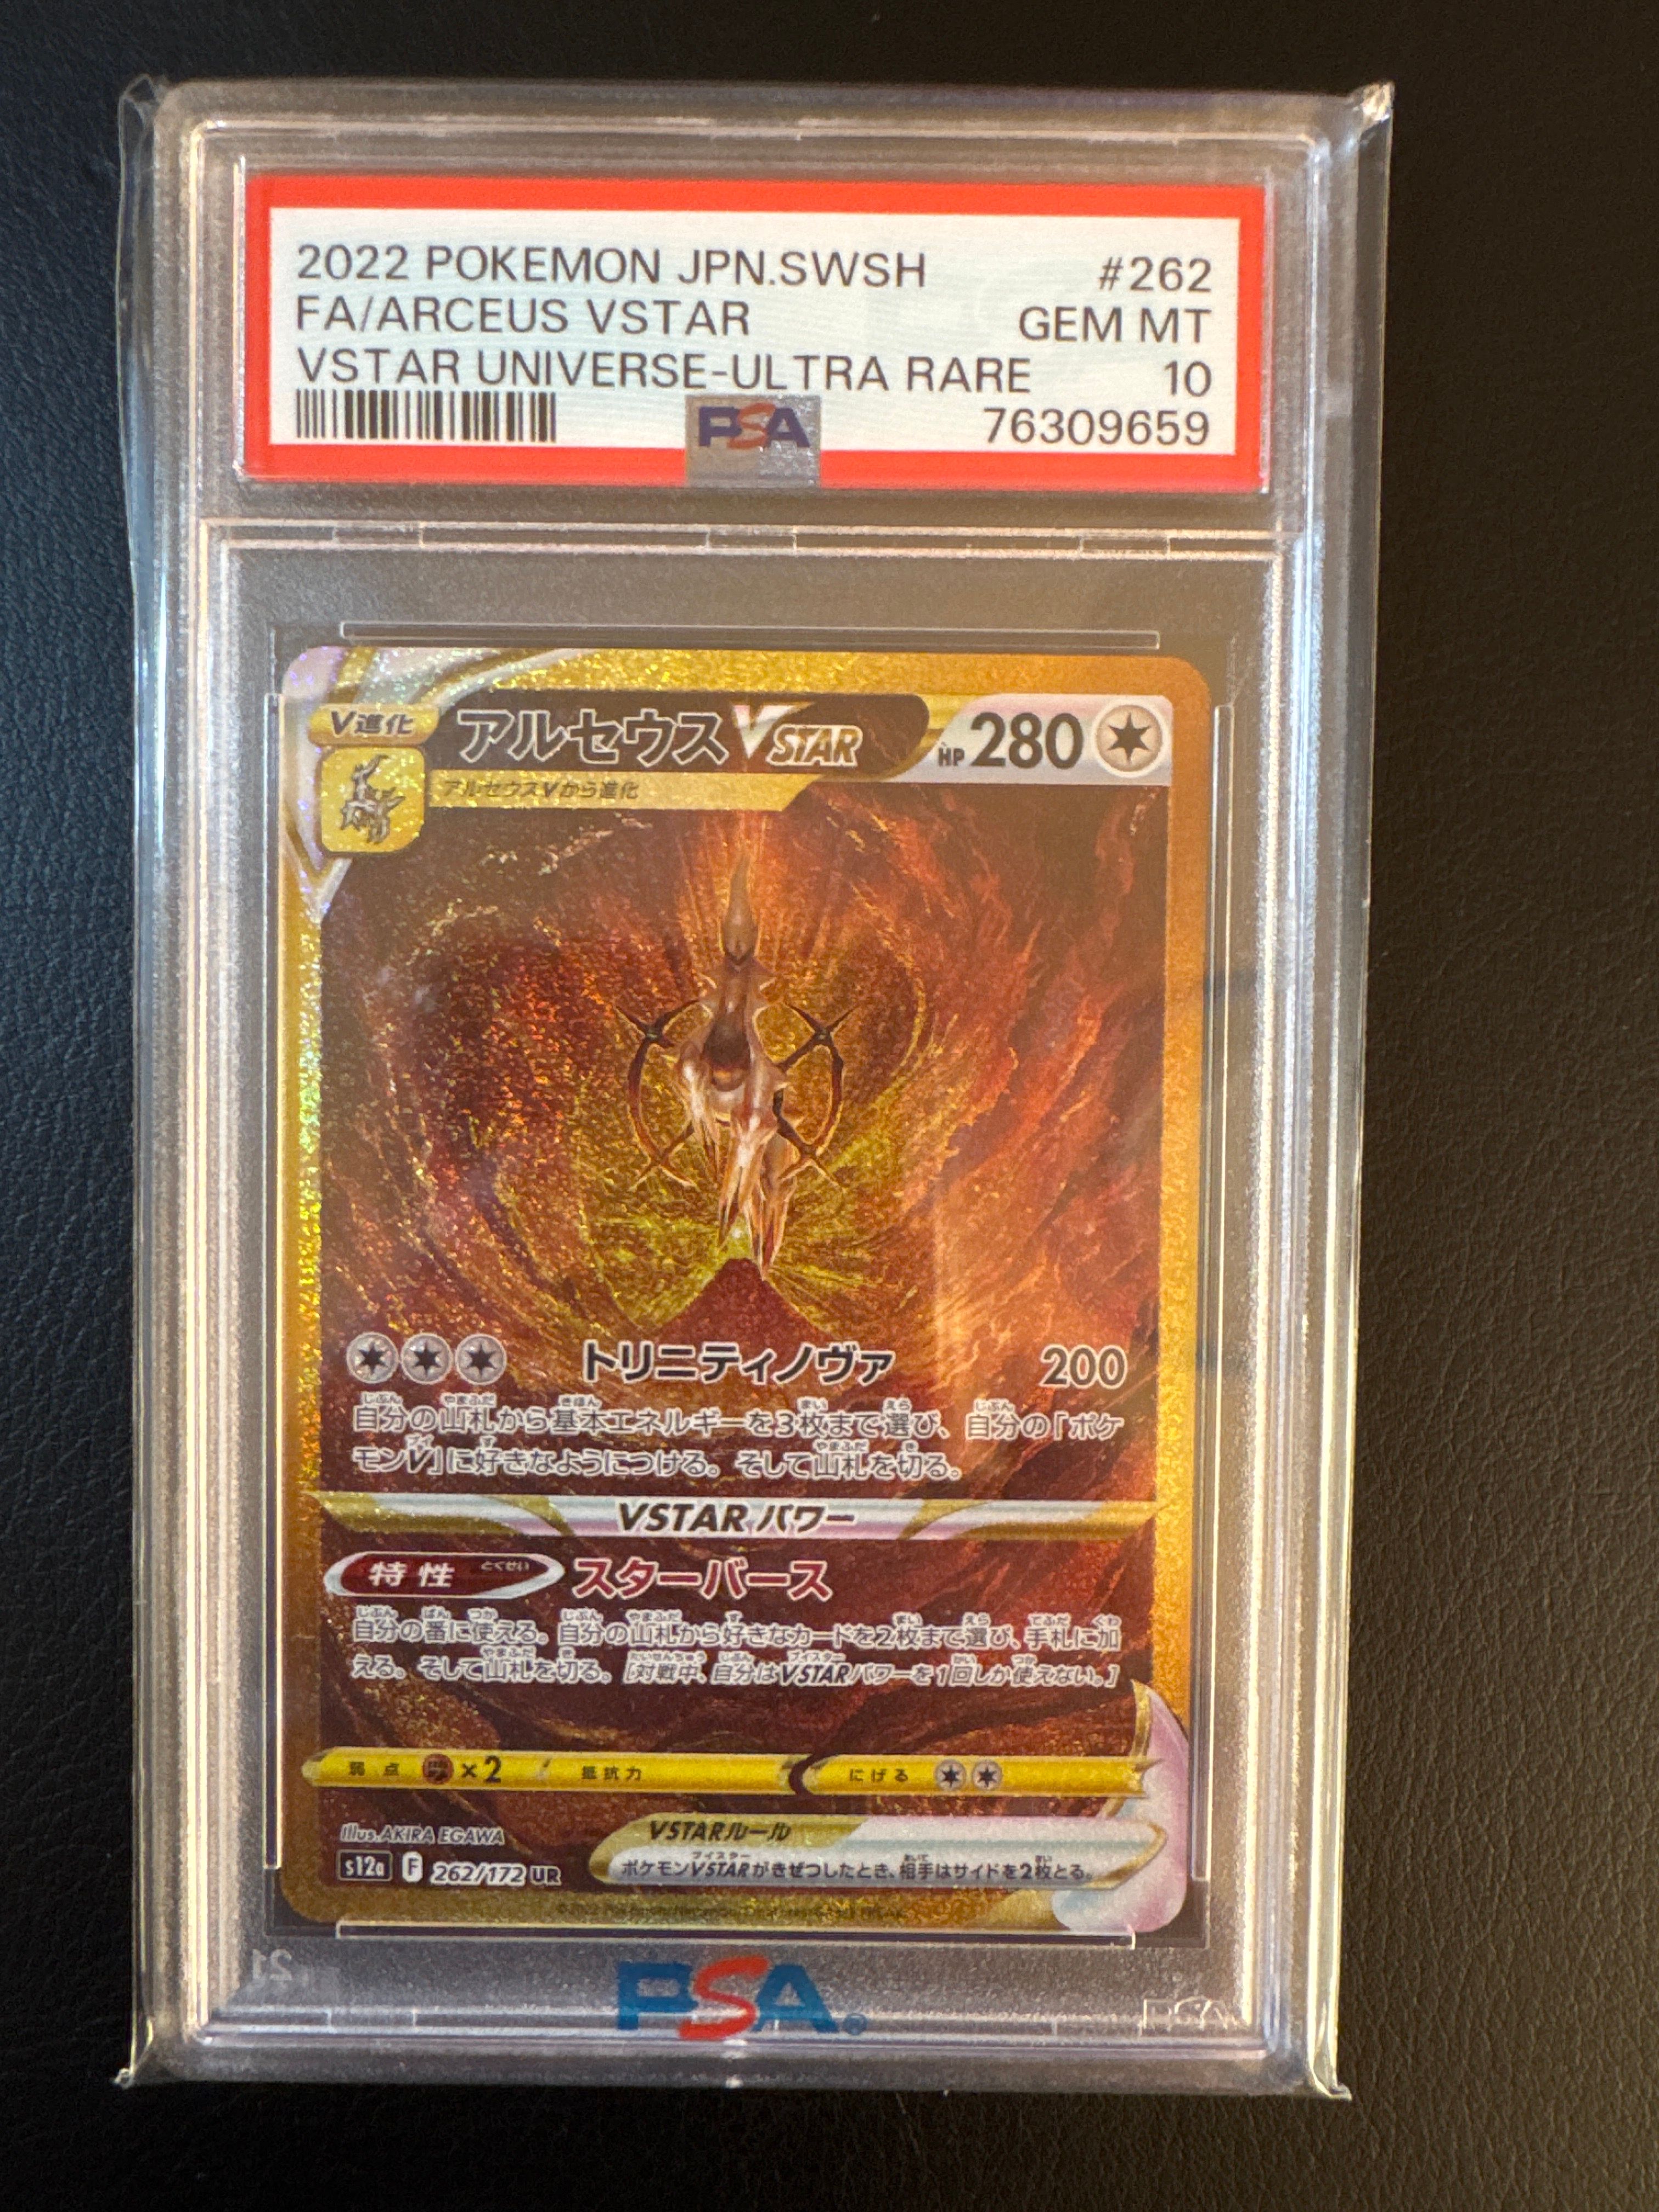 2022 POKEMON JPN.SWSH #262
FA/ARCEUS VSTAR GEM MT
VSTAR UNIVERSE-ULTRA RARE 10
PSA 76309659
V進化 アルセウス VSTAR HP 280
アルセウスVから進化
トリニティノヴァ 200
自分の山札から基本エネルギーを3枚まで選び、自分の「ポケ
モンV」に好きなようにつける。そして山札を切る。
VSTARパワー
特性 とくせい スターバース
自分の番に使える。自分の山札から好きなカードを2枚まで選び、手札に加
える。そして山札を切る。[対戦中、自分はVSTARパワーを1回しか使えない。]
弱点 ×2 抵抗力 にげる
Illus.AKIRA EGAWA VSTARルール
s12a F 262/172 UR ポケモンVSTARがきぜつしたとき、相手はサイドを2枚とる。
PSA®